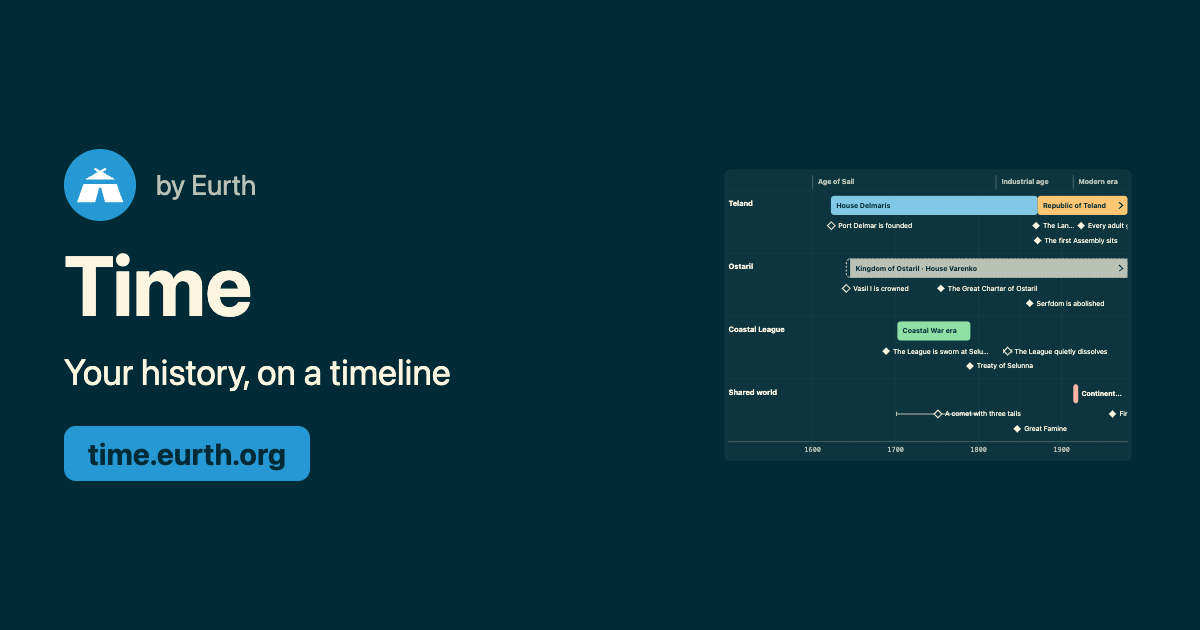 by Eurth
Time
Your history, on a timeline
time.eurth.org
Age of Sail
Industrial age
Modern era
Teland
House Delmaris
Republic of Teland
Port Delmar is founded
The Lan...
Every adult
The first Assembly sits
Ostaril
Kingdom of Ostaril · House Varenko
Vasil I is crowned
The Great Charter of Ostaril
Serfdom is abolished
Coastal League
Coastal War era
The League is sworn at Selu...
The League quietly dissolves
Treaty of Selunna
Shared world
Continent...
A comet with three tails
Fir
Great Famine
1600
1700
1800
1900